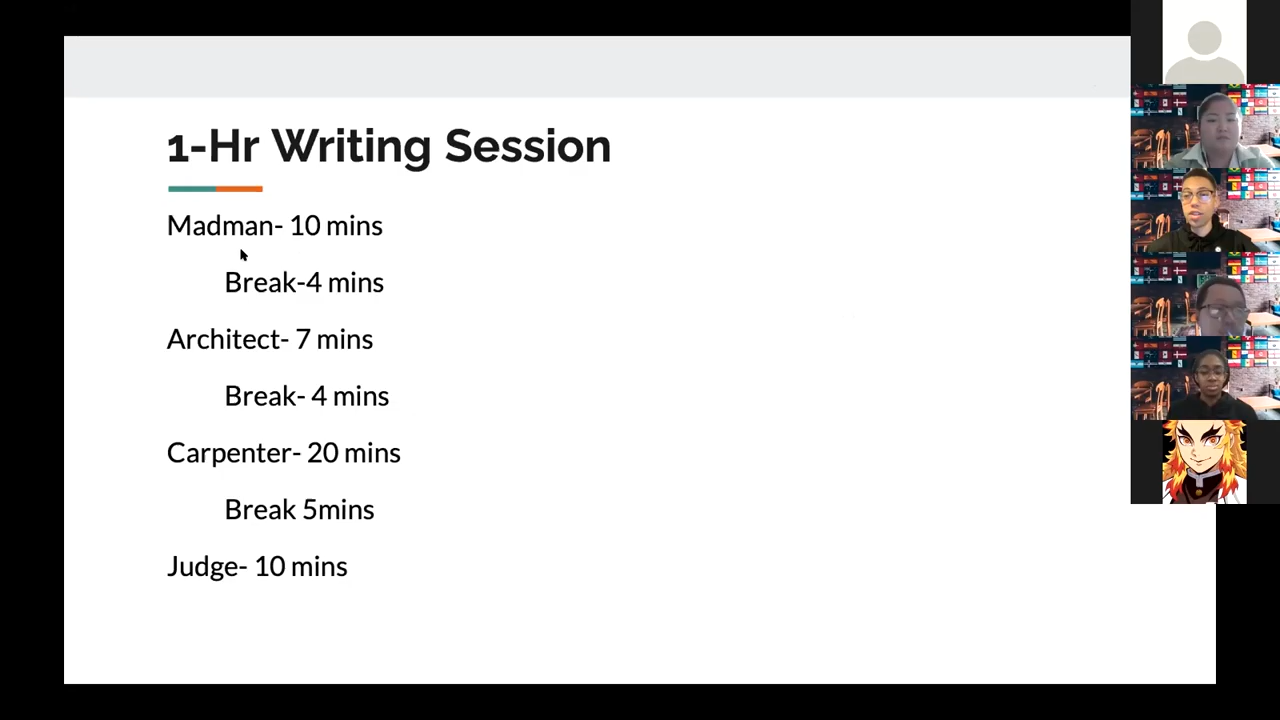 1-Hr Writing Session
Madman- 10 mins
Break-4 mins
Architect- 7 mins
Break- 4 mins
Carpenter- 20 mins
Break 5mins
Judge- 10 mins